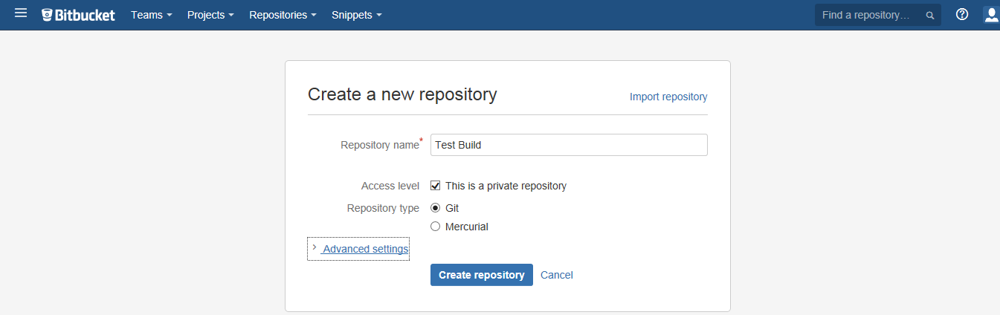 Bitbucket Teams Projects Repositories Snippets Find a repository...
Create a new repository Import repository
Repository name* Test Build
Access level This is a private repository
Repository type Git
Mercurial
Advanced settings
Create repository Cancel